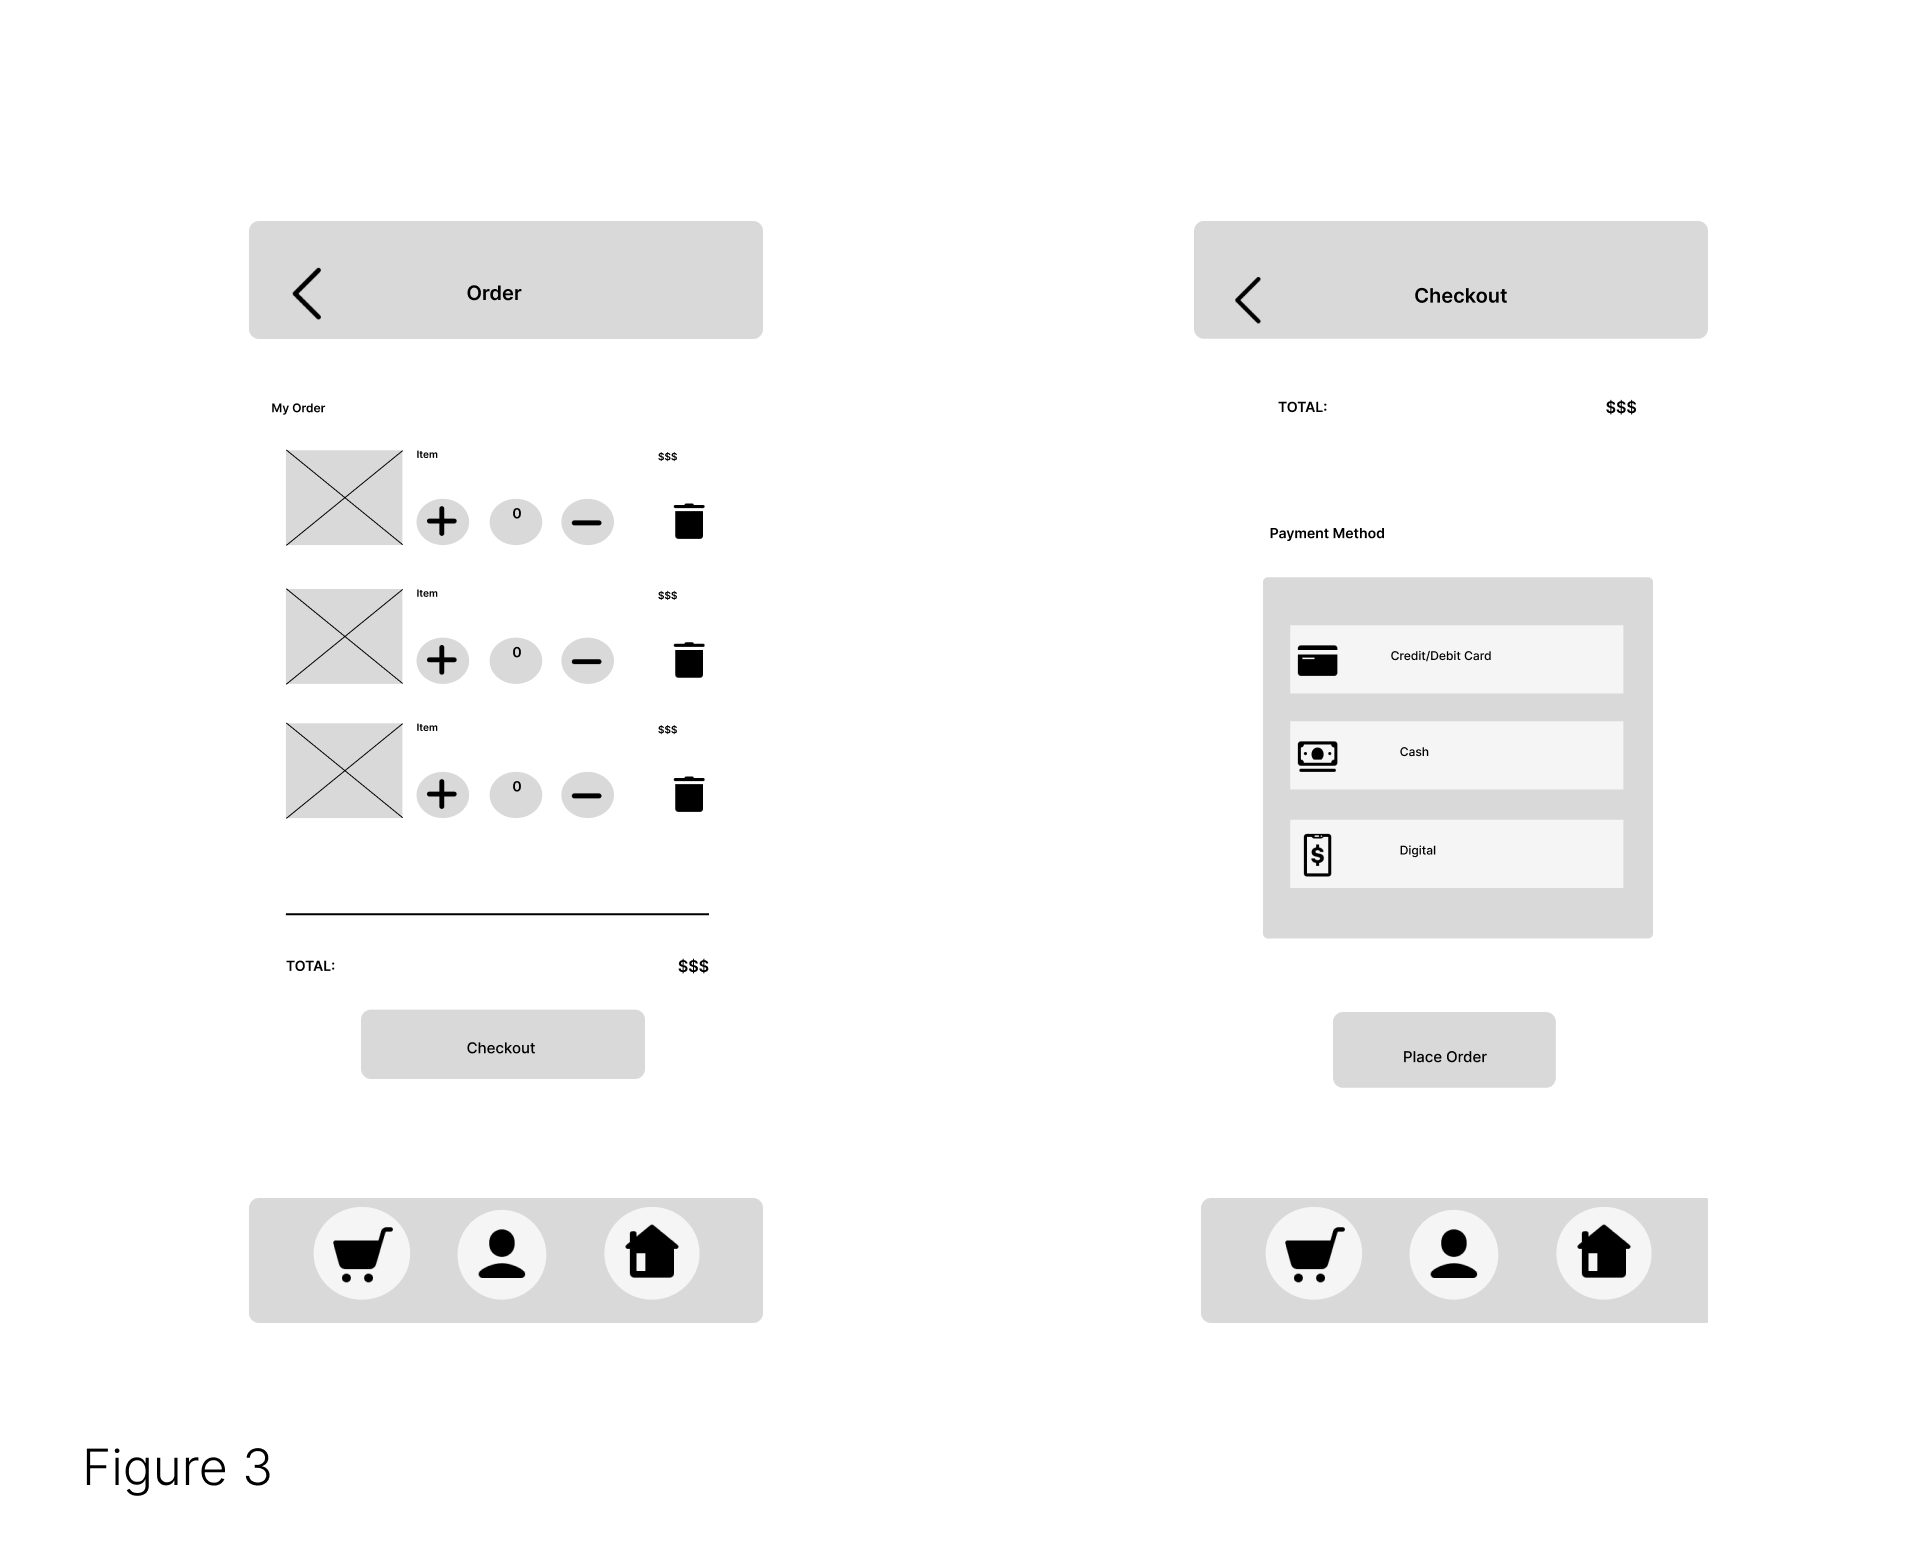 Order
My Order
Item $$$
0
Item $$$
0
Item $$$
0
TOTAL: $$$
Checkout
Checkout
TOTAL: $$$
Payment Method
Credit/Debit Card
Cash
$ Digital
Place Order
Figure 3